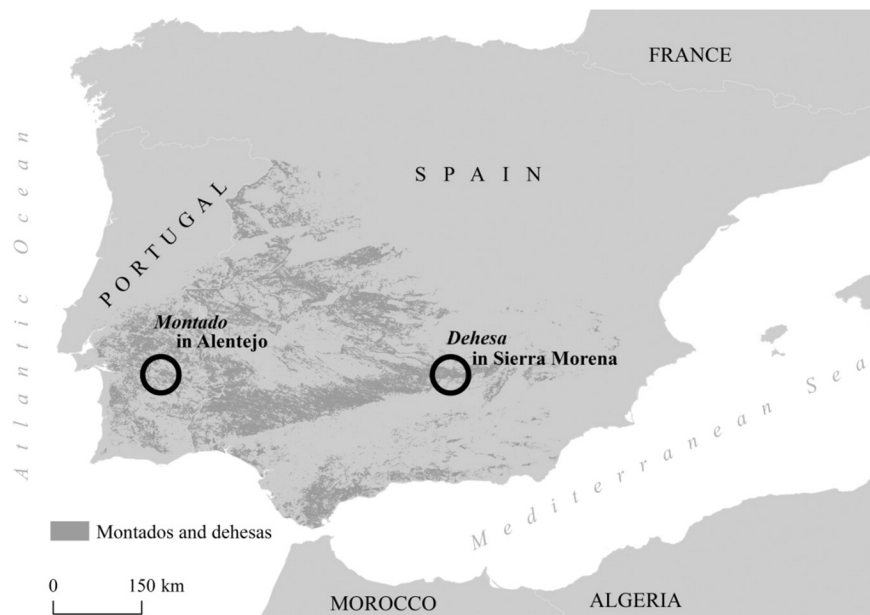 FRANCE
SPAIN
PORTUGAL
Atlantic Ocean
Montado
in Alentejo
Dehesa
in Sierra Morena
Mediterranean Sea
Montados and dehesas
0 150 km
MOROCCO
ALGERIA